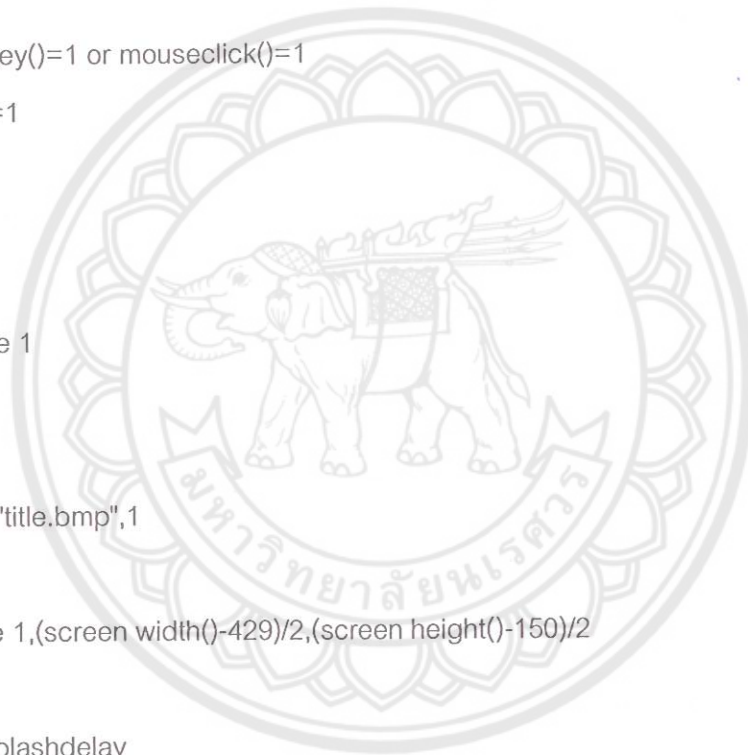 ey()=1 or mouseclick()=1
=1
e 1
"title.bmp",1
มหาวิทยาลัยนเรศวร
e 1,(screen width()-429)/2,(screen height()-150)/2
plashdelay